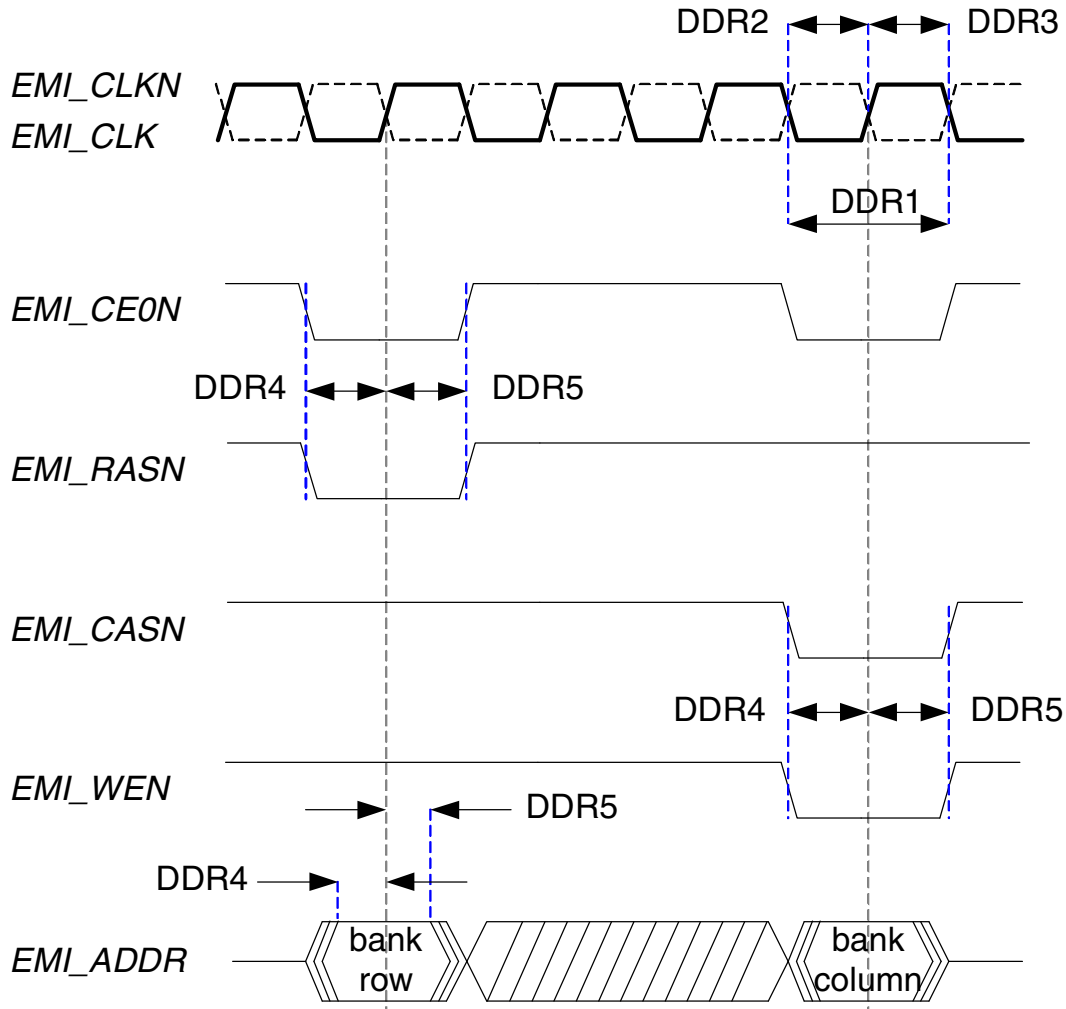 DDR2 DDR3
EMI_CLKN
EMI_CLK
DDR1
EMI_CE0N
DDR4 DDR5
EMI_RASN
EMI_CASN
DDR4 DDR5
EMI_WEN
DDR5
DDR4
EMI_ADDR
bank
row
bank
column